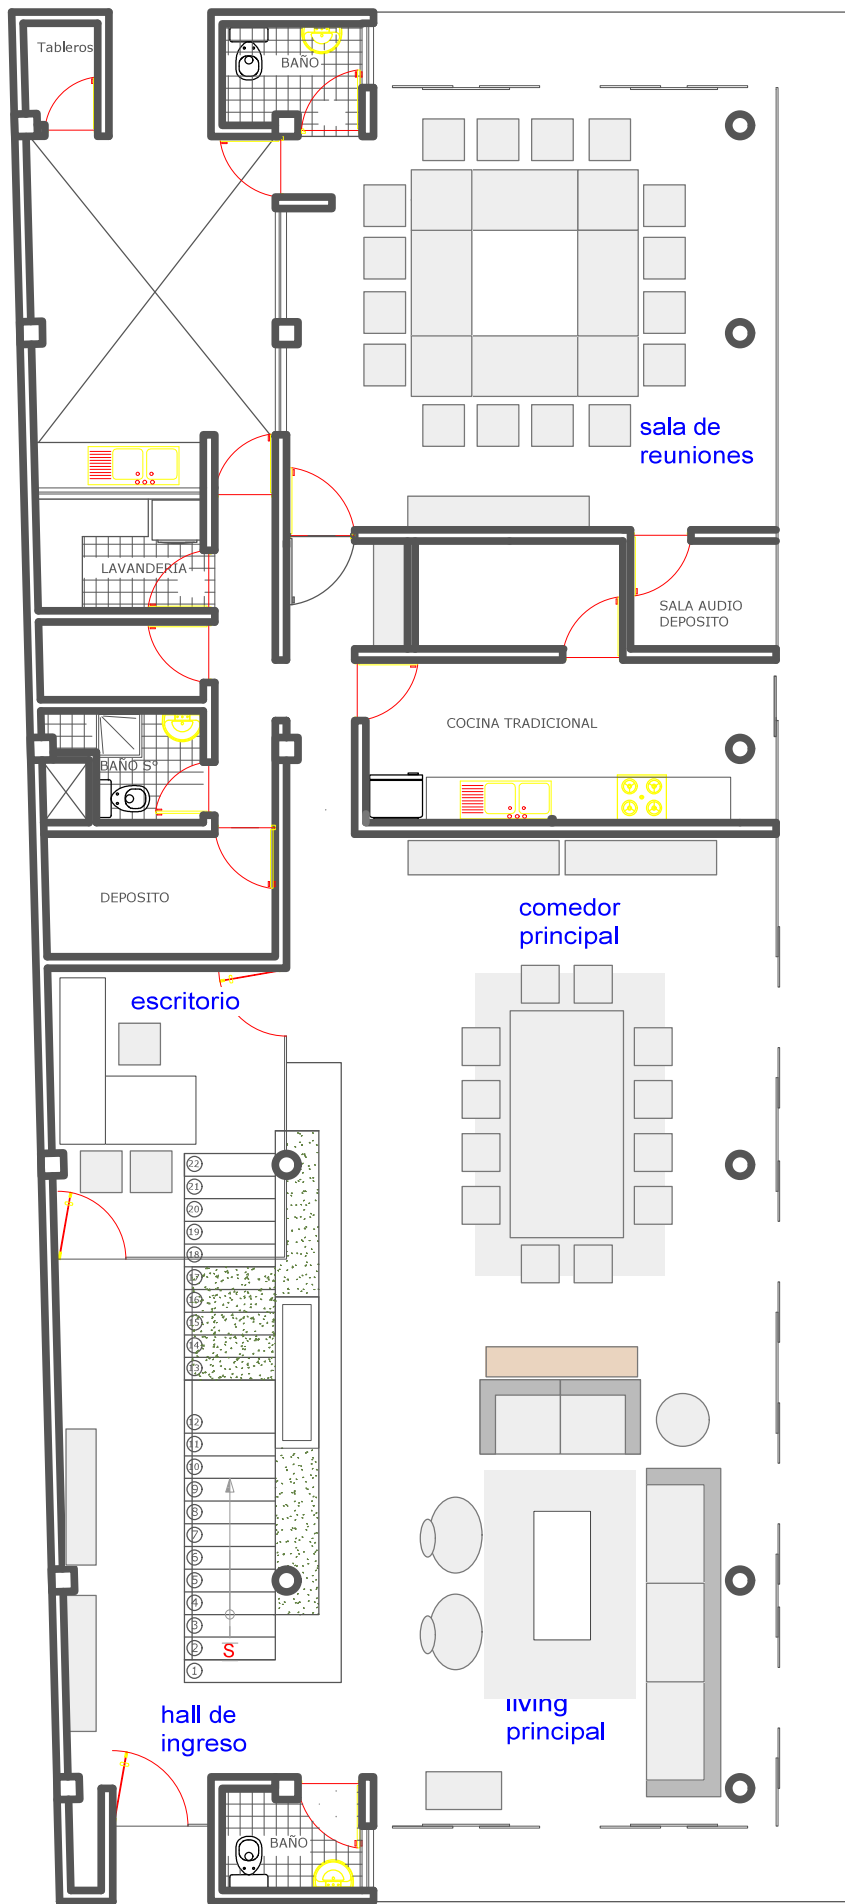 Tableros
BAÑO
sala de
reuniones
LAVANDERIA
SALA AUDIO
DEPOSITO
COCINA TRADICIONAL
BAÑO Sº
DEPOSITO
comedor
principal
escritorio
22
21
20
19
18
17
16
15
14
13
12
11
10
9
8
7
6
5
4
3
2
S
1
hall de
ingreso
living
principal
BAÑO